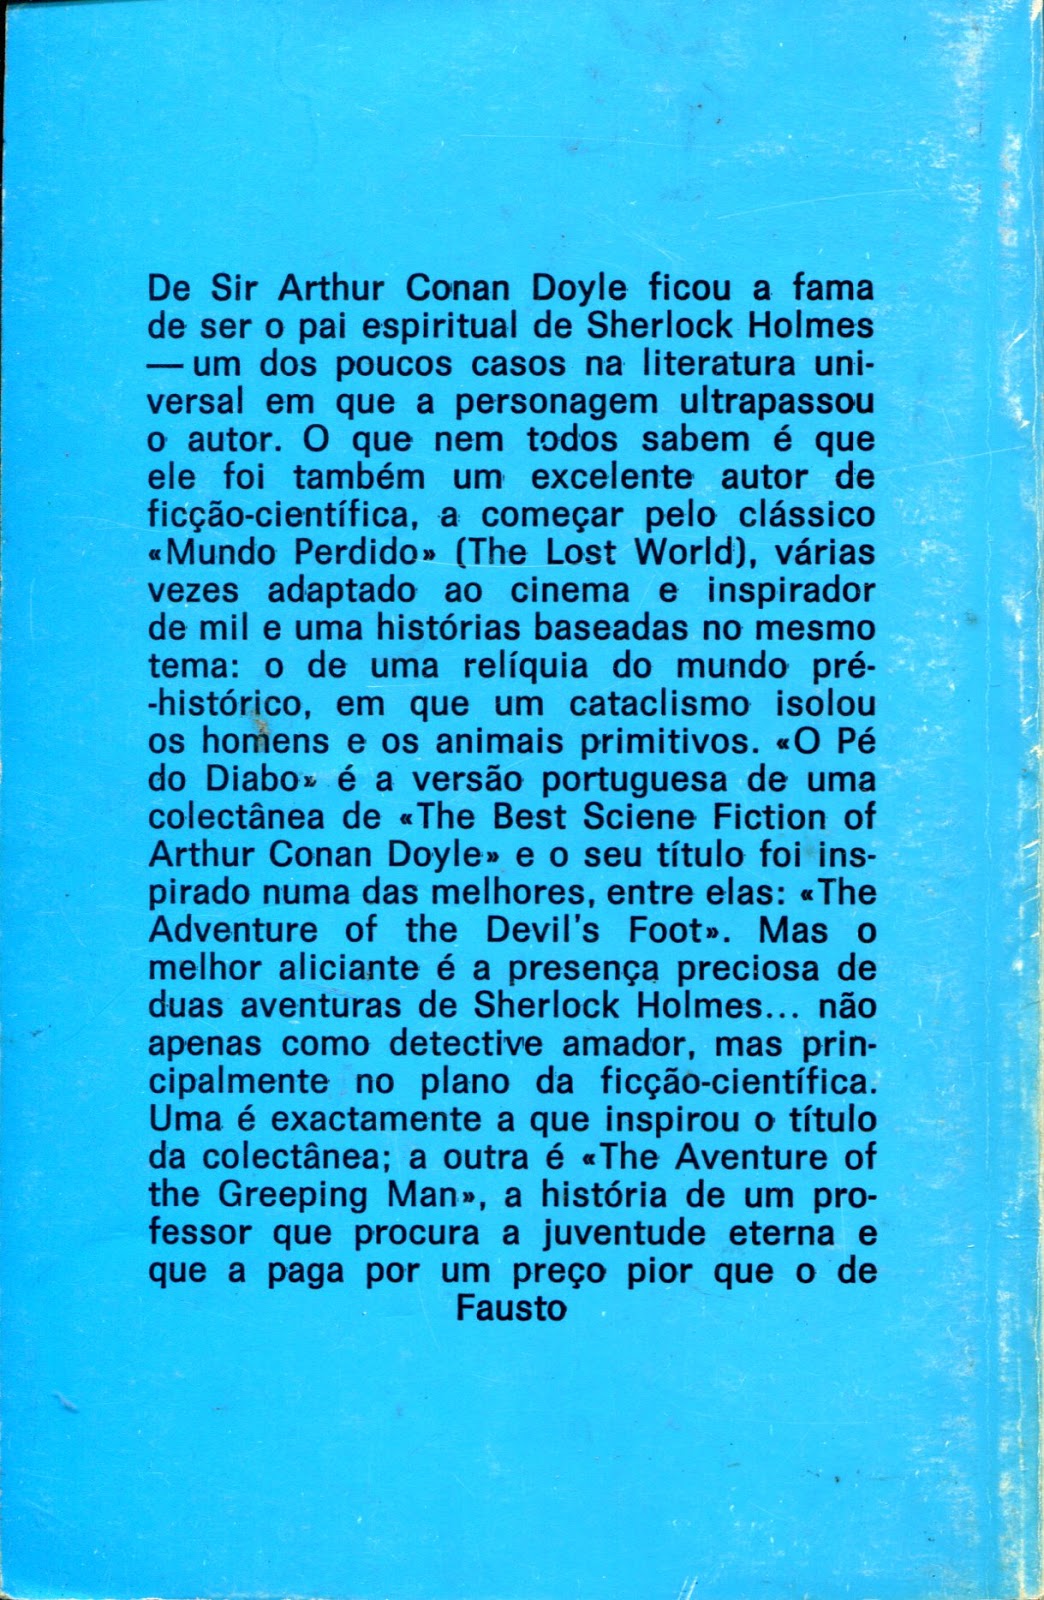 De Sir Arthur Conan Doyle ficou a fama
de ser o pai espiritual de Sherlock Holmes
— um dos poucos casos na literatura uni-
versal em que a personagem ultrapassou
o autor. O que nem todos sabem é que
ele foi também um excelente autor de
ficção-científica, a começar pelo clássico
«Mundo Perdido» (The Lost World), várias
vezes adaptado ao cinema e inspirador
de mil e uma histórias baseadas no mesmo
tema: o de uma relíquia do mundo pré-
-histórico, em que um cataclismo isolou
os homens e os animais primitivos. «O Pé
do Diabo» é a versão portuguesa de uma
colectânea de «The Best Sciene Fiction of
Arthur Conan Doyle» e o seu título foi ins-
pirado numa das melhores, entre elas: «The
Adventure of the Devil's Foot». Mas o
melhor aliciante é a presença preciosa de
duas aventuras de Sherlock Holmes... não
apenas como detective amador, mas prin-
cipalmente no plano da ficção-científica.
Uma é exactamente a que inspirou o título
da colectânea; a outra é «The Aventure of
the Greeping Man», a história de um pro-
fessor que procura a juventude eterna e
que a paga por um preço pior que o de
Fausto